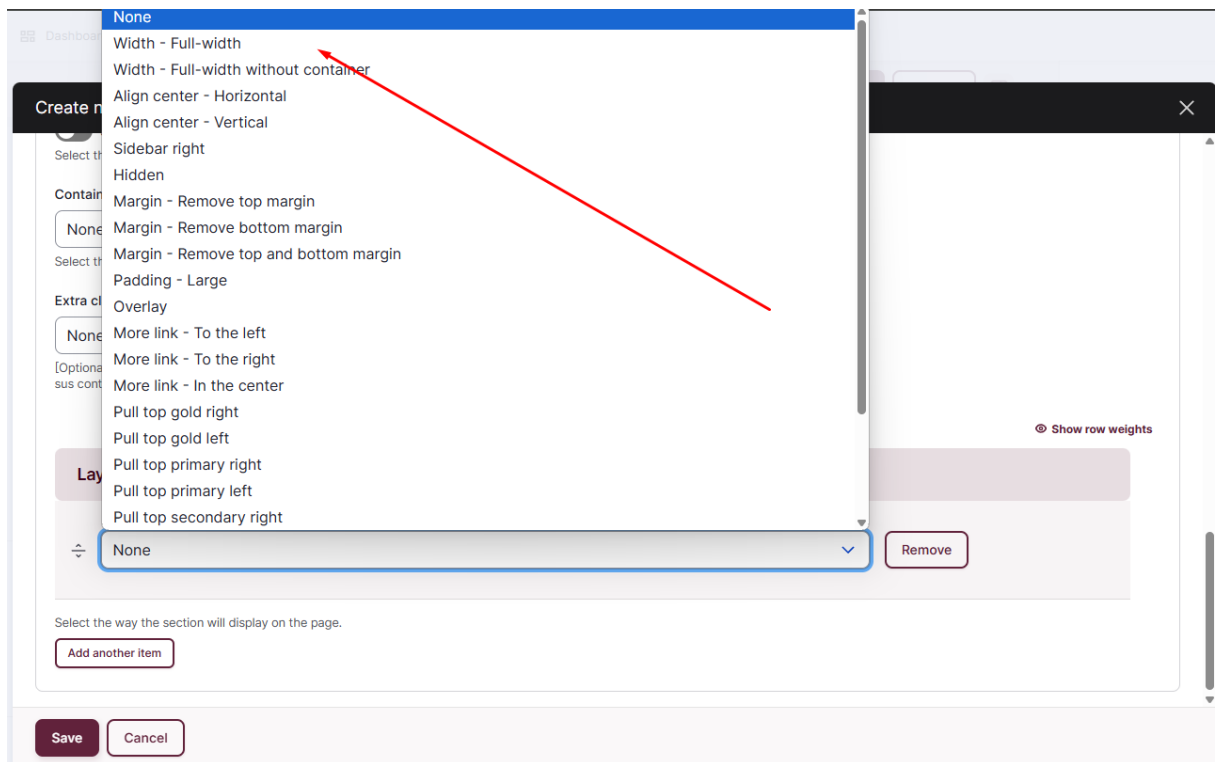 None
Dashboar
Width - Full-width
Width - Full-width without container
Create n
Align center - Horizontal
Align center - Vertical
Sidebar right
Select th
Hidden
Contain
Margin - Remove top margin
None
Margin - Remove bottom margin
Margin - Remove top and bottom margin
Select th
Padding - Large
Extra cl
Overlay
None
More link - To the left
More link - To the right
[Optiona
sus cont
More link - In the center
Pull top gold right
Show row weights
Pull top gold left
Lay
Pull top primary right
Pull top primary left
Pull top secondary right
None
Remove
Select the way the section will display on the page.
Add another item
Save
Cancel